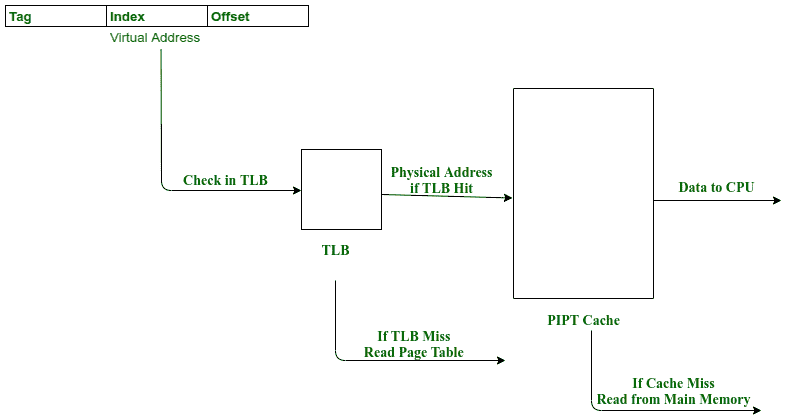 Tag Index Offset
Virtual Address
Check in TLB
Physical Address
if TLB Hit
Data to CPU
TLB
PIPT Cache
If TLB Miss
Read Page Table
If Cache Miss
Read from Main Memory